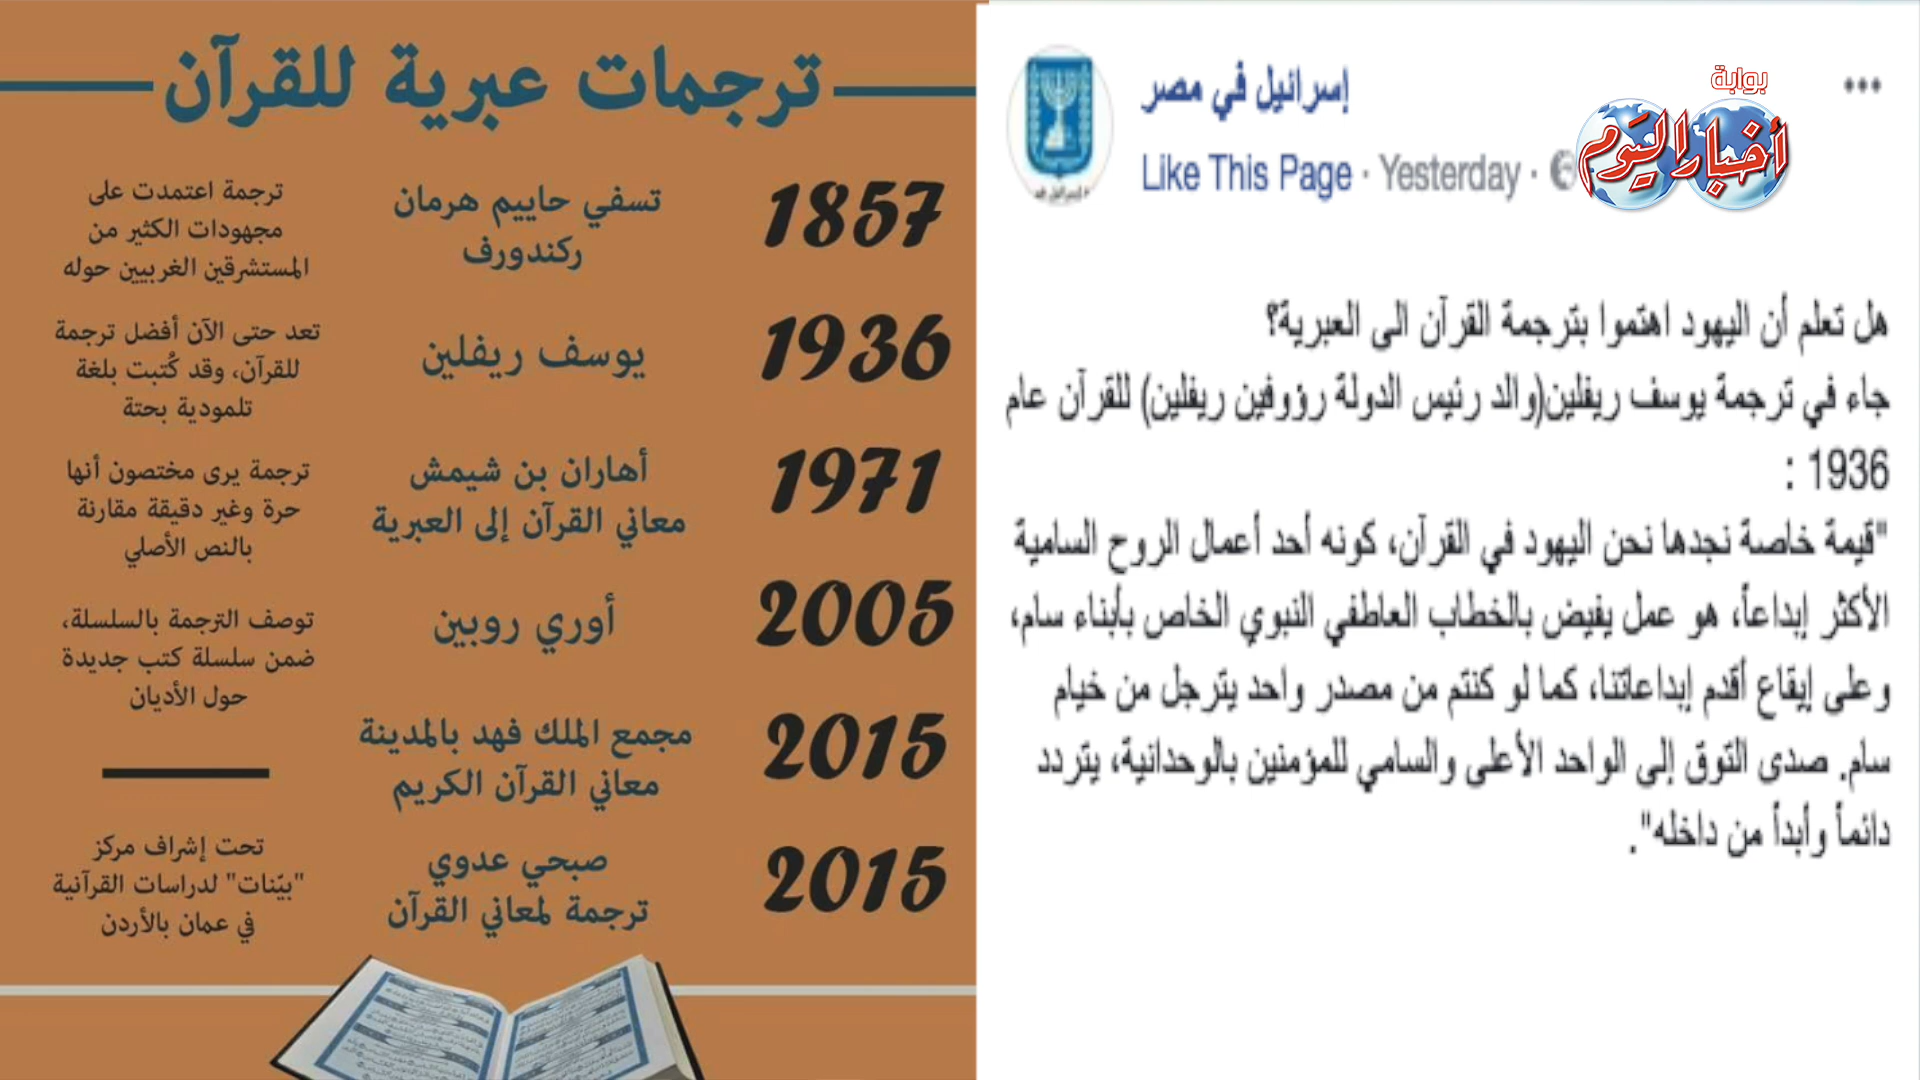 ترجمات عبرية للقرآن
1857
تسفي حاييم هرمان
ركندورف
ترجمة اعتمدت على
مجهودات الكثير من
المستشرقين الغربيين حوله
1936
يوسف ريفلين
تعد حتى الآن أفضل ترجمة
للقرآن، وقد كُتبت بلغة
تلمودية بحتة
1971
أهاران بن شيمش
معاني القرآن إلى العبرية
ترجمة يرى مختصون أنها
حرة وغير دقيقة مقارنة
بالنص الأصلي
2005
أوري روبين
توصف الترجمة بالسلسلة،
ضمن سلسلة كتب جديدة
حول الأديان
2015
مجمع الملك فهد بالمدينة
معاني القرآن الكريم
2015
صبحي عدوي
ترجمة لمعاني القرآن
تحت إشراف مركز
"بيّنات" لدراسات القرآنية
في عمان بالأردن
إسرائيل في مصر
Like This Page · Yesterday ·
بوابة
أخبار اليوم
هل تعلم أن اليهود اهتموا بترجمة القرآن الى العبرية؟
جاء في ترجمة يوسف ريفلين(والد رئيس الدولة رؤوفين ريفلين) للقرآن عام
1936 :
"قيمة خاصة نجدها نحن اليهود في القرآن، كونه أحد أعمال الروح السامية
الأكثر إبداعاً، هو عمل يفيض بالخطاب العاطفي النبوي الخاص بأبناء سام،
وعلى إيقاع أقدم إبداعاتنا، كما لو كنتم من مصدر واحد يترجل من خيام
سام. صدى التوق إلى الواحد الأعلى والسامي للمؤمنين بالوحدانية، يتردد
دائماً وأبداً من داخله".